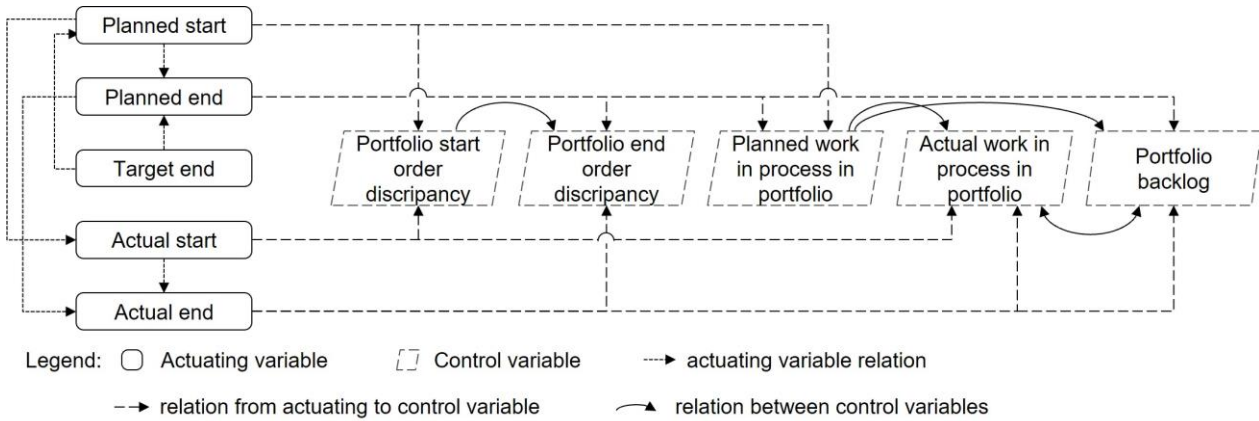 Planned start
Planned end
Target end
Actual start
Actual end
Portfolio start
order
discripancy
Portfolio end
order
discripancy
Planned work
in process in
portfolio
Actual work in
process in
portfolio
Portfolio
backlog
Legend:
Actuating variable
Control variable
actuating variable relation
relation from actuating to control variable
relation between control variables